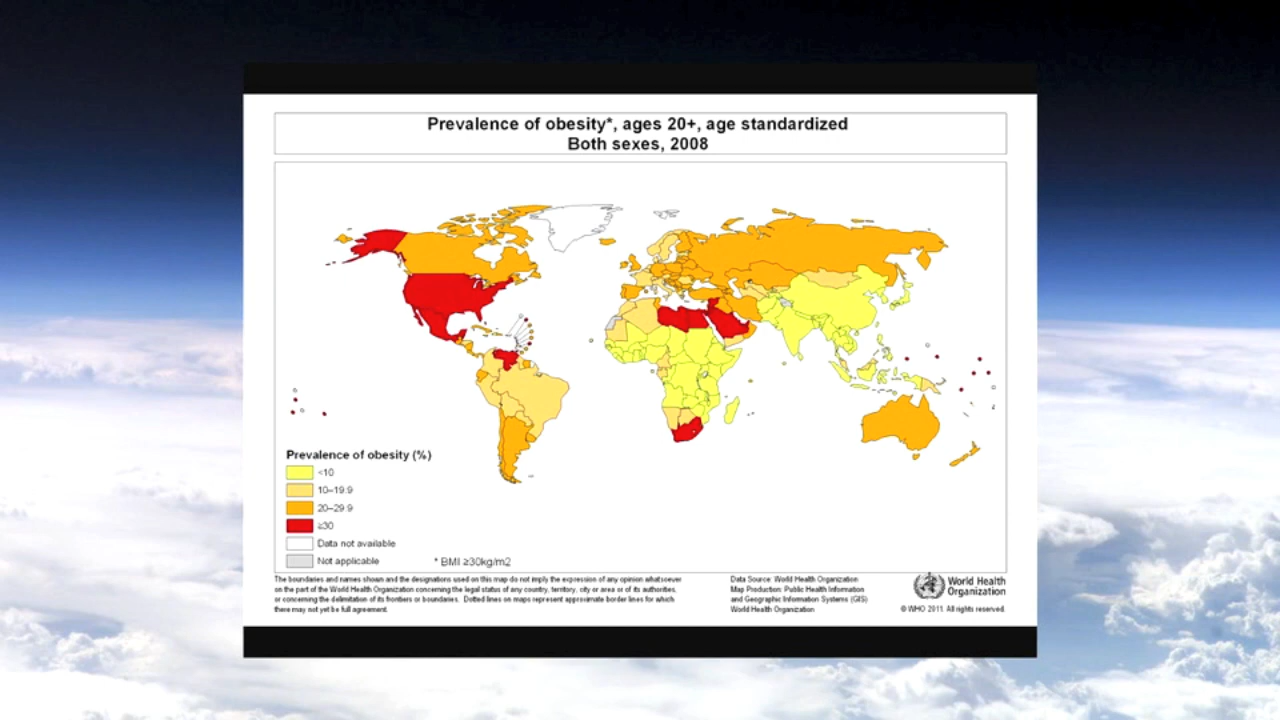 Prevalence of obesity*, ages 20+, age standardized
Both sexes, 2008
Prevalence of obesity (%)
<10
10–19.9
20–29.9
≥30
Data not available
Not applicable
* BMI ≥30kg/m2
The boundaries and names shown and the designations used on this map do not imply the expression of any opinion whatsoever
on the part of the World Health Organization concerning the legal status of any country, territory, city or area or of its authorities,
or concerning the delimitation of its frontiers or boundaries. Dotted lines on maps represent approximate border lines for which
there may not yet be full agreement.
Data Source: World Health Organization
Map Production: Public Health Information
and Geographic Information Systems (GIS)
World Health Organization
World Health
Organization
© WHO 2011. All rights reserved.